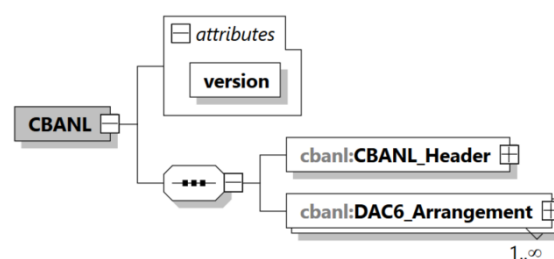 attributes
version
CBANL
cbanl:CBANL_Header
cbanl:DAC6_Arrangement
1..∞